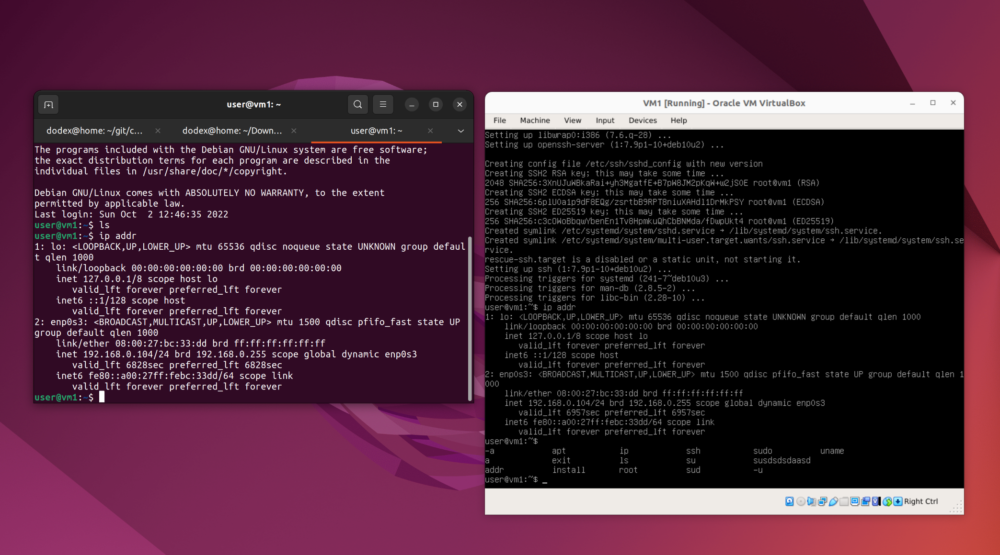 user@vm1: ~
dodex@home: ~/git/c...
dodex@home: ~/Down...
user@vm1: ~
The programs included with the Debian GNU/Linux system are free software;
the exact distribution terms for each program are described in the
individual files in /usr/share/doc/*/copyright.
Debian GNU/Linux comes with ABSOLUTELY NO WARRANTY, to the extent
permitted by applicable law.
Last login: Sun Oct  2 12:46:35 2022
user@vm1:~$ ls
user@vm1:~$ ip addr
1: lo: <LOOPBACK,UP,LOWER_UP> mtu 65536 qdisc noqueue state UNKNOWN group defaul
t qlen 1000
    link/loopback 00:00:00:00:00:00 brd 00:00:00:00:00:00
    inet 127.0.0.1/8 scope host lo
       valid_lft forever preferred_lft forever
    inet6 ::1/128 scope host
       valid_lft forever preferred_lft forever
2: enp0s3: <BROADCAST,MULTICAST,UP,LOWER_UP> mtu 1500 qdisc pfifo_fast state UP
group default qlen 1000
    link/ether 08:00:27:bc:33:dd brd ff:ff:ff:ff:ff:ff
    inet 192.168.0.104/24 brd 192.168.0.255 scope global dynamic enp0s3
       valid_lft 6828sec preferred_lft 6828sec
    inet6 fe80::a00:27ff:febc:33dd/64 scope link
       valid_lft forever preferred_lft forever
user@vm1:~$
VM1 [Running] - Oracle VM VirtualBox
File Machine View Input Devices Help
Setting up libwrap0:i386 (7.6.q-28) ...
Setting up openssh-server (1:7.9p1-10+deb10u2) ...
Creating config file /etc/ssh/sshd_config with new version
Creating SSH2 RSA key; this may take some time ...
2048 SHA256:3XnUJuWBkaRai+yh3MgatfE+B7pW8JM2pKqW+w2jS0E root@vm1 (RSA)
Creating SSH2 ECDSA key; this may take some time ...
256 SHA256:6plU0a1p9dF8EQg/zsrtbB9RPT8niuXAHdl1DrMkPSY root@vm1 (ECDSA)
Creating SSH2 ED25519 key; this may take some time ...
256 SHA256:c3cOWoBbqwYbenEn1Tv8HpmkuQhCbBNMda/fDwpUkt4 root@vm1 (ED25519)
Created symlink /etc/systemd/system/sshd.service → /lib/systemd/system/ssh.service.
Created symlink /etc/systemd/system/multi-user.target.wants/ssh.service → /lib/systemd/system/ssh.se
rvice.
rescue-ssh.target is a disabled or a static unit, not starting it.
Setting up ssh (1:7.9p1-10+deb10u2) ...
Processing triggers for systemd (241-7~deb10u3) ...
Processing triggers for man-db (2.8.5-2) ...
Processing triggers for libc-bin (2.28-10) ...
user@vm1:~$ ip addr
1: lo: <LOOPBACK,UP,LOWER_UP> mtu 65536 qdisc noqueue state UNKNOWN group default qlen 1000
    link/loopback 00:00:00:00:00:00 brd 00:00:00:00:00:00
    inet 127.0.0.1/8 scope host lo
       valid_lft forever preferred_lft forever
    inet6 ::1/128 scope host
       valid_lft forever preferred_lft forever
2: enp0s3: <BROADCAST,MULTICAST,UP,LOWER_UP> mtu 1500 qdisc pfifo_fast state UP group default qlen 1
000
    link/ether 08:00:27:bc:33:dd brd ff:ff:ff:ff:ff:ff
    inet 192.168.0.104/24 brd 192.168.0.255 scope global dynamic enp0s3
       valid_lft 6957sec preferred_lft 6957sec
    inet6 fe80::a00:27ff:febc:33dd/64 scope link
       valid_lft forever preferred_lft forever
user@vm1:~$
-a apt ip ssh sudo uname
a exit ls su susdsdsdaasd
addr install root sud -u
user@vm1:~$ _
Right Ctrl